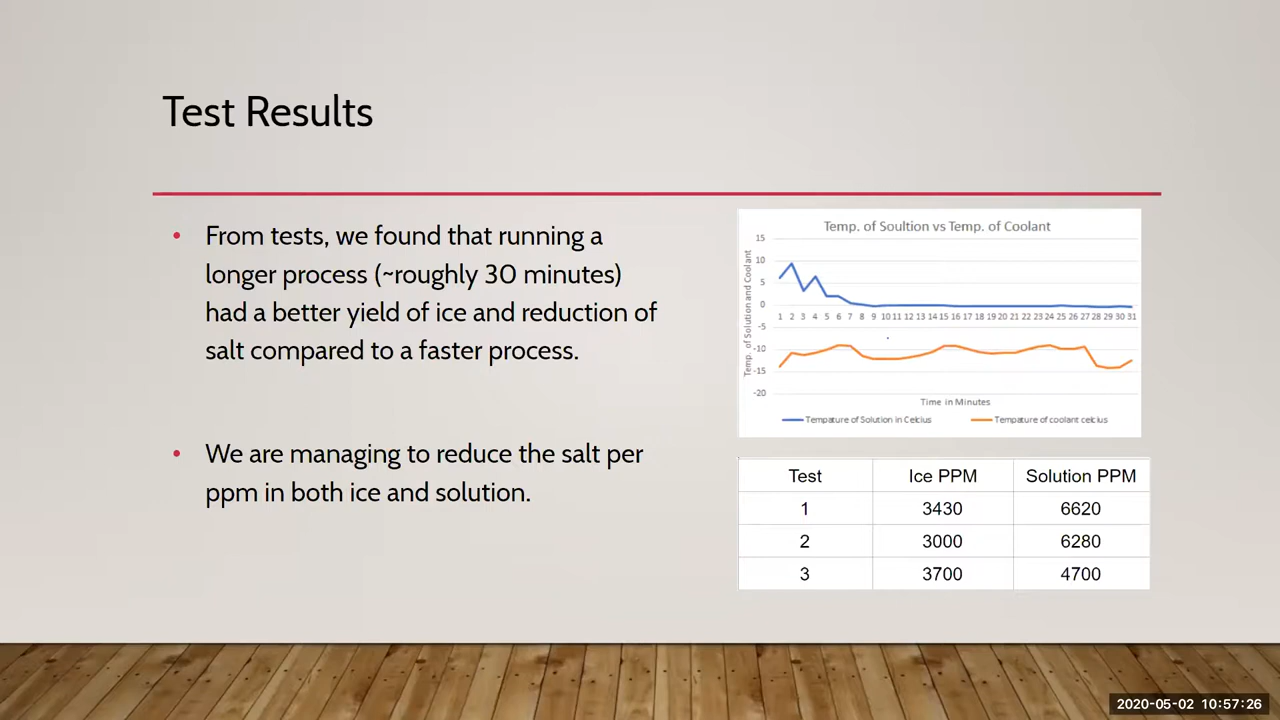 Test Results
• From tests, we found that running a
longer process (~roughly 30 minutes)
had a better yield of ice and reduction of
salt compared to a faster process.
• We are managing to reduce the salt per
ppm in both ice and solution.
Temp. of Soultion vs Temp. of Coolant
Temp. of Solution and Coolant
15
10
5
0
-5
-10
-15
-20
1 2 3 4 5 6 7 8 9 10 11 12 13 14 15 16 17 18 19 20 21 22 23 24 25 26 27 28 29 30 31
Time in Minutes
Tempature of Solution in Celcius Tempature of coolant celcius
Test Ice PPM Solution PPM
1 3430 6620
2 3000 6280
3 3700 4700
2020-05-02 10:57:26